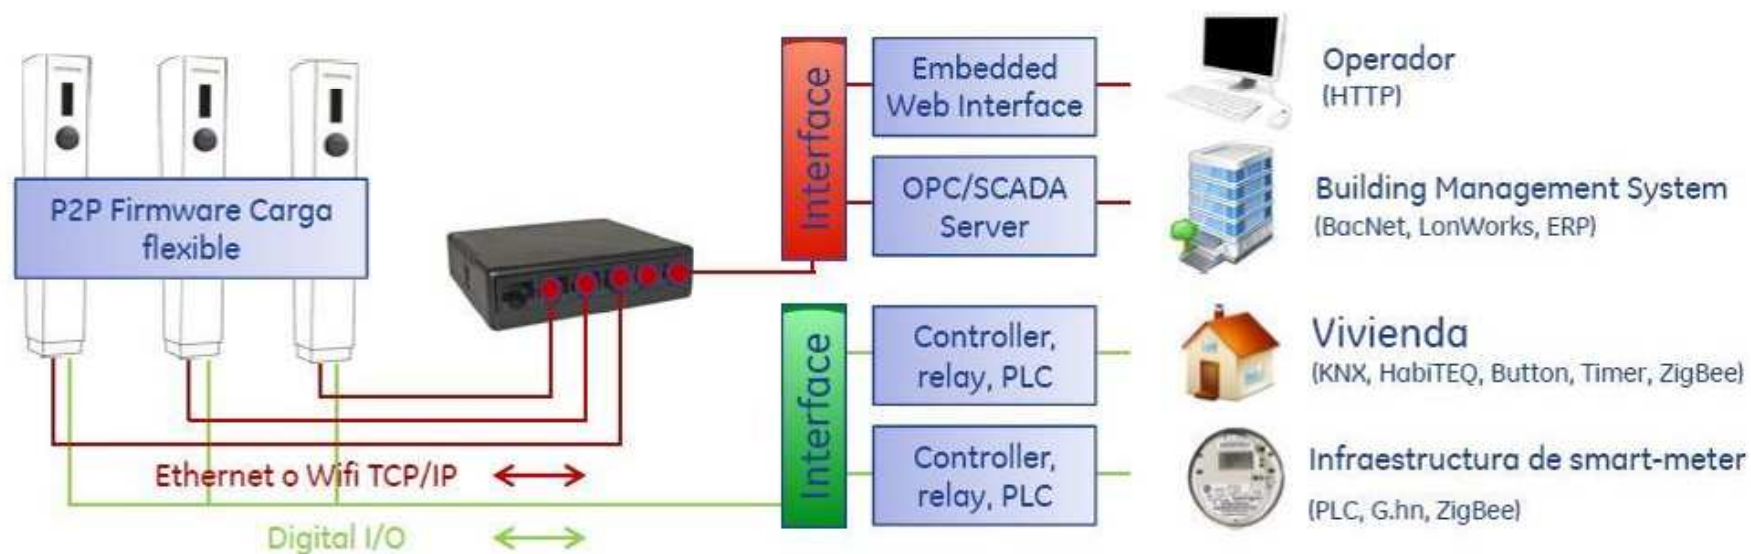 P2P Firmware Carga
flexible
Ethernet o Wifi TCP/IP
Digital I/O
Interface
Embedded
Web Interface
OPC/SCADA
Server
Interface
Controller,
relay, PLC
Controller,
relay, PLC
Operador
(HTTP)
Building Management System
(BacNet, LonWorks, ERP)
Vivienda
(KNX, HabiTEQ, Button, Timer, ZigBee)
Infraestructura de smart-meter
(PLC, G.hn, ZigBee)